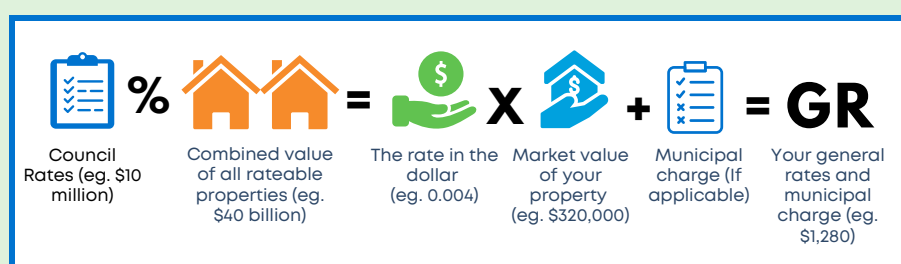 % = X + = GR
Council
Rates (eg. $10
million)
Combined value
of all rateable
properties (eg.
$40 billion)
The rate in the
dollar
(eg. 0.004)
Market value
of your
property
(eg. $320,000)
Municipal
charge (If
applicable)
Your general
rates and
municipal
charge (eg.
$1,280)